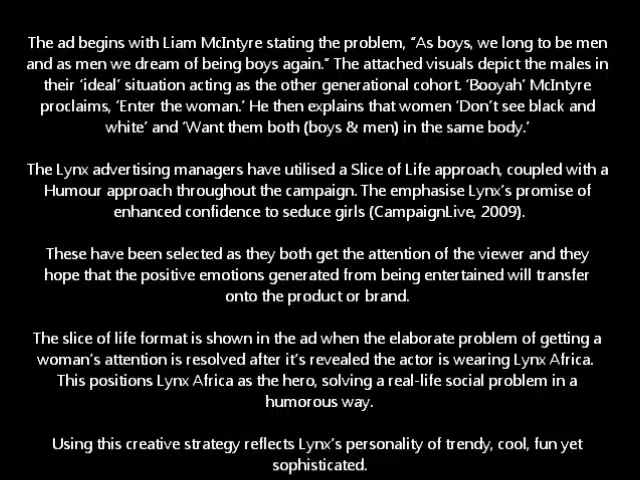 The ad begins with Liam McIntyre stating the problem, “As boys, we long to be men
and as men we dream of being boys again.” The attached visuals depict the males in
their ‘ideal’ situation acting as the other generational cohort. ‘Booyah’ McIntyre
proclaims, ‘Enter the woman.’ He then explains that women ‘Don’t see black and
white’ and ‘Want them both (boys & men) in the same body.’
The Lynx advertising managers have utilised a Slice of Life approach, coupled with a
Humour approach throughout the campaign. The emphasise Lynx’s promise of
enhanced confidence to seduce girls (CampaignLive, 2009).
These have been selected as they both get the attention of the viewer and they
hope that the positive emotions generated from being entertained will transfer
onto the product or brand.
The slice of life format is shown in the ad when the elaborate problem of getting a
woman’s attention is resolved after it’s revealed the actor is wearing Lynx Africa.
This positions Lynx Africa as the hero, solving a real-life social problem in a
humorous way.
Using this creative strategy reflects Lynx’s personality of trendy, cool, fun yet
sophisticated.